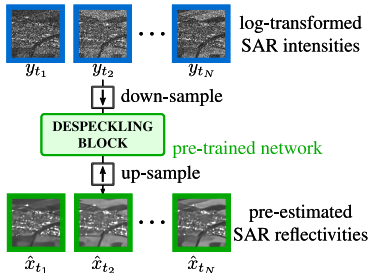 log-transformed
SAR intensities
y_{t_1} y_{t_2} y_{t_N}
down-sample
DESPECKLING
BLOCK
pre-trained network
up-sample
pre-estimated
SAR reflectivities
x̂_{t_1} x̂_{t_2} x̂_{t_N}